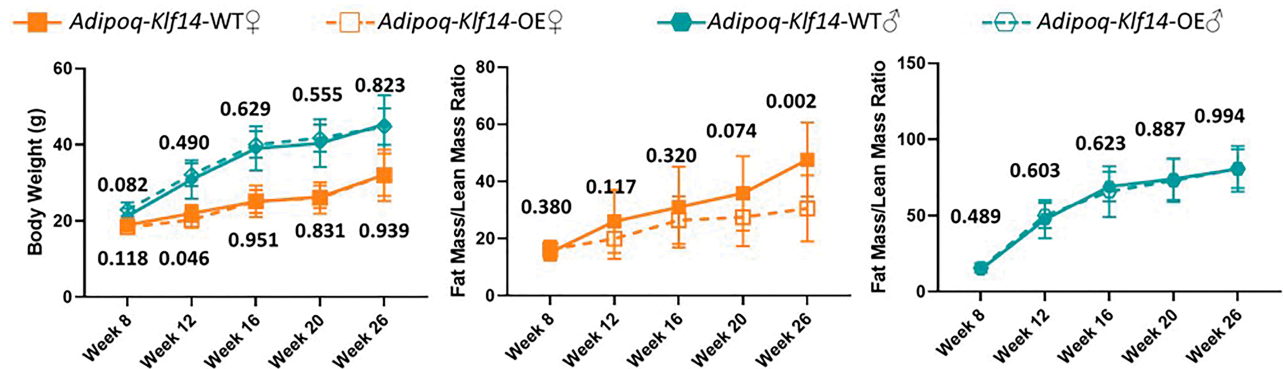 Adipoq-Klf14-WT♀ Adipoq-Klf14-OE♀ Adipoq-Klf14-WT♂ Adipoq-Klf14-OE♂
Body Weight (g)
60
40
20
0
0.082
0.490
0.629
0.555
0.823
0.118
0.046
0.951
0.831
0.939
Week 8
Week 12
Week 16
Week 20
Week 26
Fat Mass/Lean Mass Ratio
80
60
40
20
0
0.380
0.117
0.320
0.074
0.002
Week 8
Week 12
Week 16
Week 20
Week 26
Fat Mass/Lean Mass Ratio
150
100
50
0
0.489
0.603
0.623
0.887
0.994
Week 8
Week 12
Week 16
Week 20
Week 26